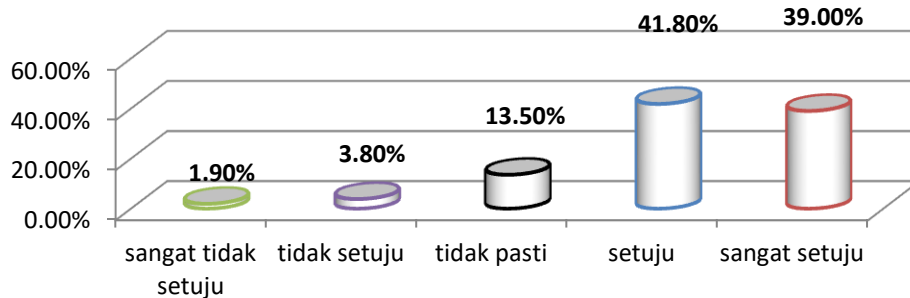 41.80%
39.00%
60.00%
40.00%
13.50%
20.00%
1.90%
3.80%
0.00%
sangat tidak setuju
tidak setuju
tidak pasti
setuju
sangat setuju